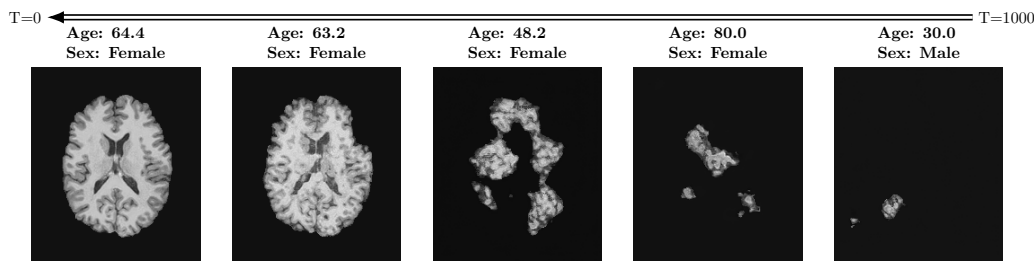 T=0 T=1000
Age: 64.4 Age: 63.2 Age: 48.2 Age: 80.0 Age: 30.0
Sex: Female Sex: Female Sex: Female Sex: Female Sex: Male